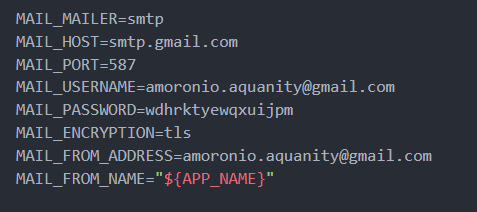 MAIL_MAILER=smtp
MAIL_HOST=smtp.gmail.com
MAIL_PORT=587
MAIL_USERNAME=amoronio.aquanity@gmail.com
MAIL_PASSWORD=wdhrktyewqxuijpm
MAIL_ENCRYPTION=tls
MAIL_FROM_ADDRESS=amoronio.aquanity@gmail.com
MAIL_FROM_NAME="${APP_NAME}"